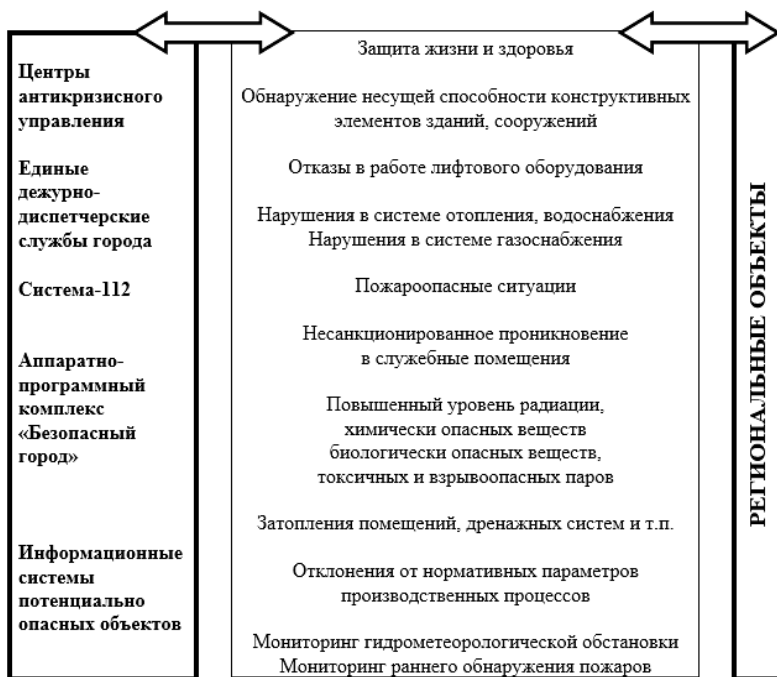 Центры
антикризисного
управления
Единые
дежурно-
диспетчерские
службы города
Система-112
Аппаратно-
программный
комплекс
«Безопасный
город»
Информационные
системы
потенциально
опасных объектов
Защита жизни и здоровья
Обнаружение несущей способности конструктивных
элементов зданий, сооружений
Отказы в работе лифтового оборудования
Нарушения в системе отопления, водоснабжения
Нарушения в системе газоснабжения
Пожароопасные ситуации
Несанкционированное проникновение
в служебные помещения
Повышенный уровень радиации,
химически опасных веществ
биологически опасных веществ,
токсичных и взрывоопасных паров
Затопления помещений, дренажных систем и т.п.
Отклонения от нормативных параметров
производственных процессов
Мониторинг гидрометеорологической обстановки
Мониторинг раннего обнаружения пожаров
РЕГИОНАЛЬНЫЕ ОБЪЕКТЫ